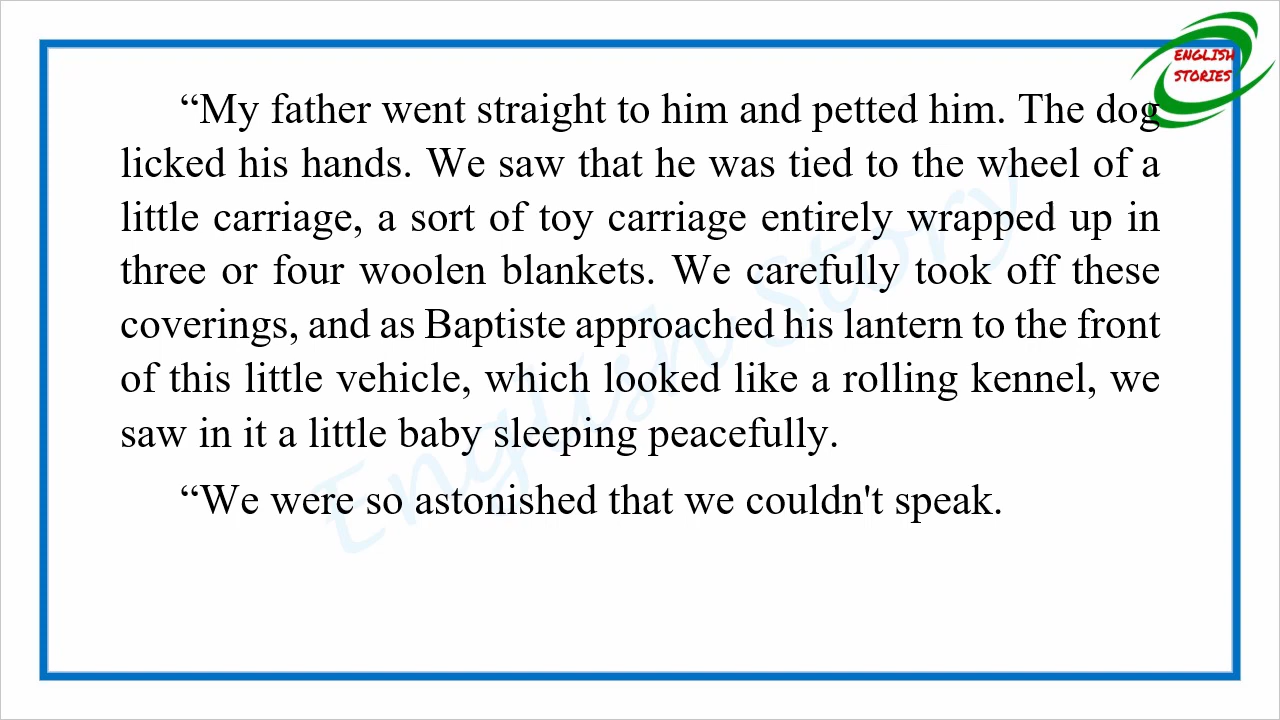 ENGLISH
STORIES
“My father went straight to him and petted him. The dog
licked his hands. We saw that he was tied to the wheel of a
little carriage, a sort of toy carriage entirely wrapped up in
three or four woolen blankets. We carefully took off these
coverings, and as Baptiste approached his lantern to the front
of this little vehicle, which looked like a rolling kennel, we
saw in it a little baby sleeping peacefully.
“We were so astonished that we couldn't speak.
English Story